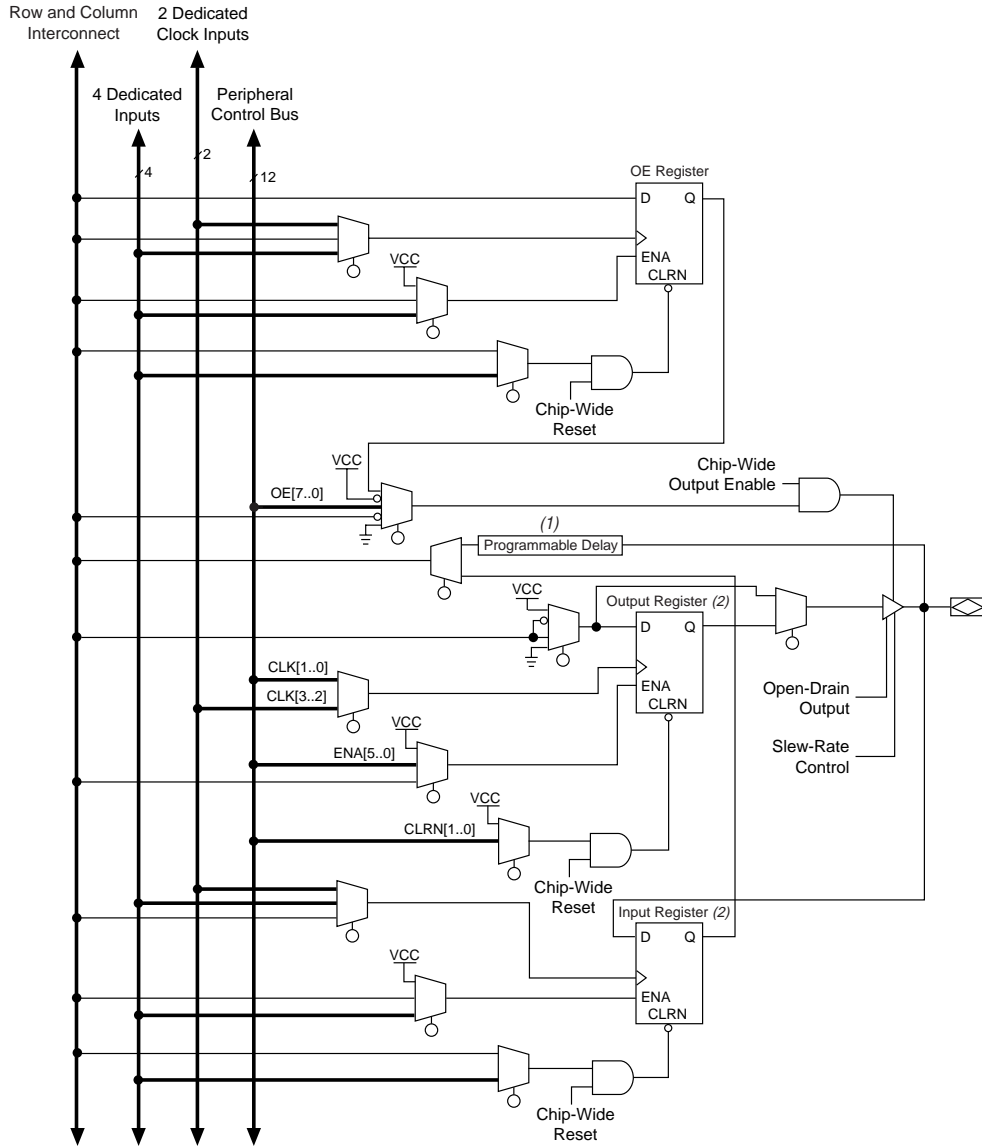 Row and Column
Interconnect
2 Dedicated
Clock Inputs
4 Dedicated
Inputs
Peripheral
Control Bus
2
4
12
OE Register
D Q
ENA
CLRN
VCC
Chip-Wide
Reset
VCC
OE[7..0]
Chip-Wide
Output Enable
(1)
Programmable Delay
VCC
Output Register (2)
D Q
ENA
CLRN
CLK[1..0]
CLK[3..2]
Open-Drain
Output
VCC
ENA[5..0]
Slew-Rate
Control
VCC
CLRN[1..0]
Chip-Wide
Reset
Input Register (2)
D Q
ENA
CLRN
VCC
Chip-Wide
Reset